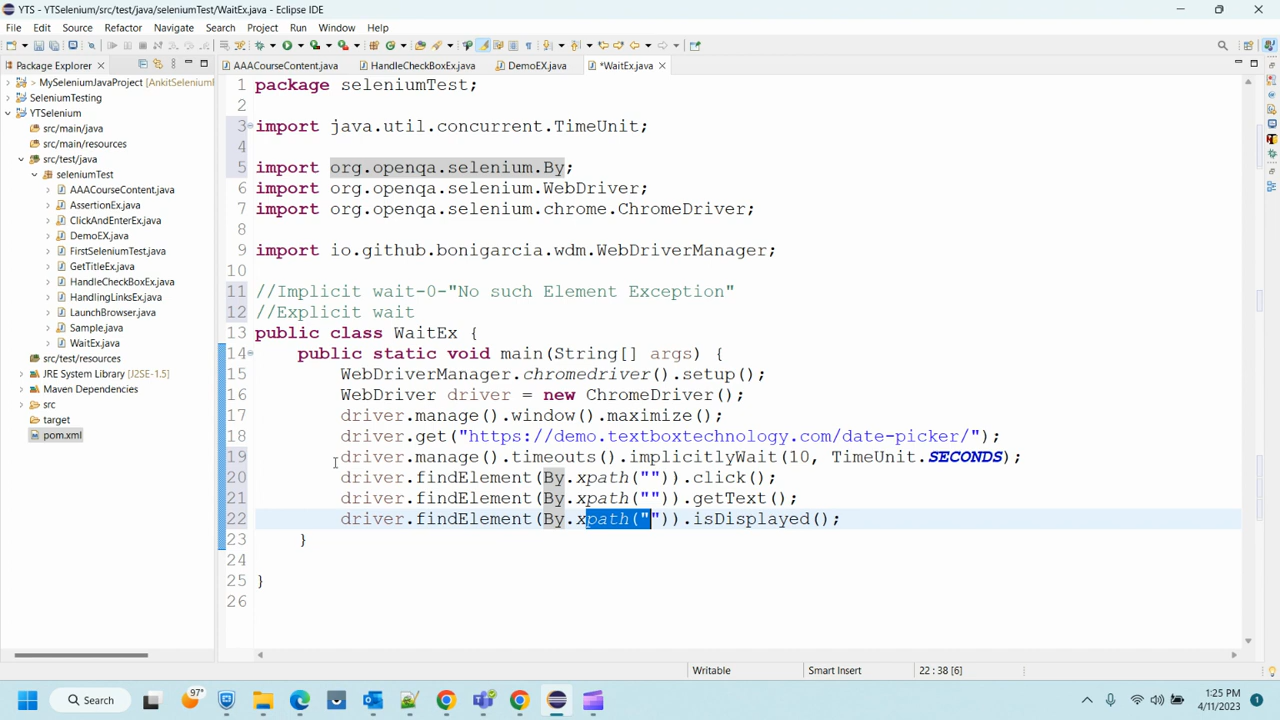 YTS - YTSelenium/src/test/java/seleniumTest/WaitEx.java - Eclipse IDE
File Edit Source Refactor Navigate Search Project Run Window Help
Package Explorer
MySeleniumJavaProject [AnkitSeleniumI
SeleniumTesting
YTSelenium
src/main/java
src/main/resources
src/test/java
seleniumTest
AAACourseContent.java
AssertionEx.java
ClickAndEnterEx.java
DemoEX.java
FirstSeleniumTest.java
GetTitleEx.java
HandleCheckBoxEx.java
HandlingLinksEx.java
LaunchBrowser.java
Sample.java
WaitEx.java
src/test/resources
JRE System Library [J2SE-1.5]
Maven Dependencies
src
target
pom.xml
AAACourseContent.java HandleCheckBoxEx.java DemoEX.java *WaitEx.java
1 package seleniumTest;
2
3 import java.util.concurrent.TimeUnit;
4
5 import org.openqa.selenium.By;
6 import org.openqa.selenium.WebDriver;
7 import org.openqa.selenium.chrome.ChromeDriver;
8
9 import io.github.bonigarcia.wdm.WebDriverManager;
10
11 //Implicit wait-0-"No such Element Exception"
12 //Explicit wait
13 public class WaitEx {
14 public static void main(String[] args) {
15 WebDriverManager.chromedriver().setup();
16 WebDriver driver = new ChromeDriver();
17 driver.manage().window().maximize();
18 driver.get("https://demo.textboxtechnology.com/date-picker/");
19 driver.manage().timeouts().implicitlyWait(10, TimeUnit.SECONDS);
20 driver.findElement(By.xpath("")).click();
21 driver.findElement(By.xpath("")).getText();
22 driver.findElement(By.xpath("")).isDisplayed();
23 }
24
25 }
26
Writable Smart Insert 22 : 38 [6]
Search
97°
1:25 PM
4/11/2023